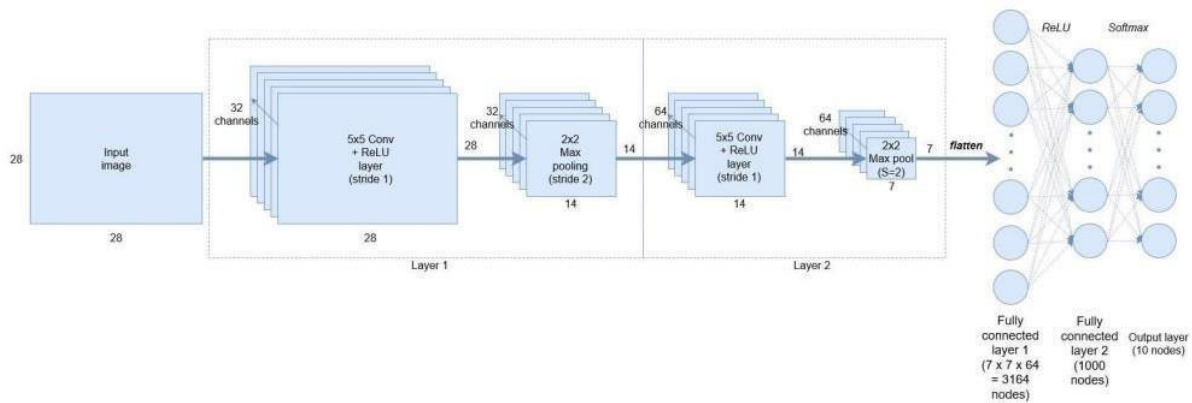 28
Input
image
28
32
channels
5x5 Conv
+ ReLU
layer
(stride 1)
28
28
32
channels
2x2
Max
pooling
(stride 2)
14
14
Layer 1
64
channels
5x5 Conv
+ ReLU
layer
(stride 1)
14
14
64
channels
2x2
Max pool
(S=2)
7
7
Layer 2
flatten
ReLU
Softmax
Fully
connected
layer 1
(7 x 7 x 64
= 3164
nodes)
Fully
connected
layer 2
(1000
nodes)
Output layer
(10 nodes)